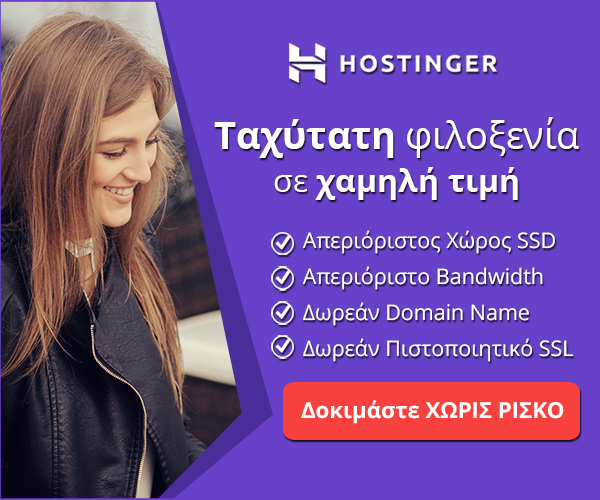 HOSTINGER
Ταχύτατη φιλοξενία
σε χαμηλή τιμή
Απεριόριστος Χώρος SSD
Απεριόριστο Bandwidth
Δωρεάν Domain Name
Δωρεάν Πιστοποιητικό SSL
Δοκιμάστε ΧΩΡΙΣ ΡΙΣΚΟ